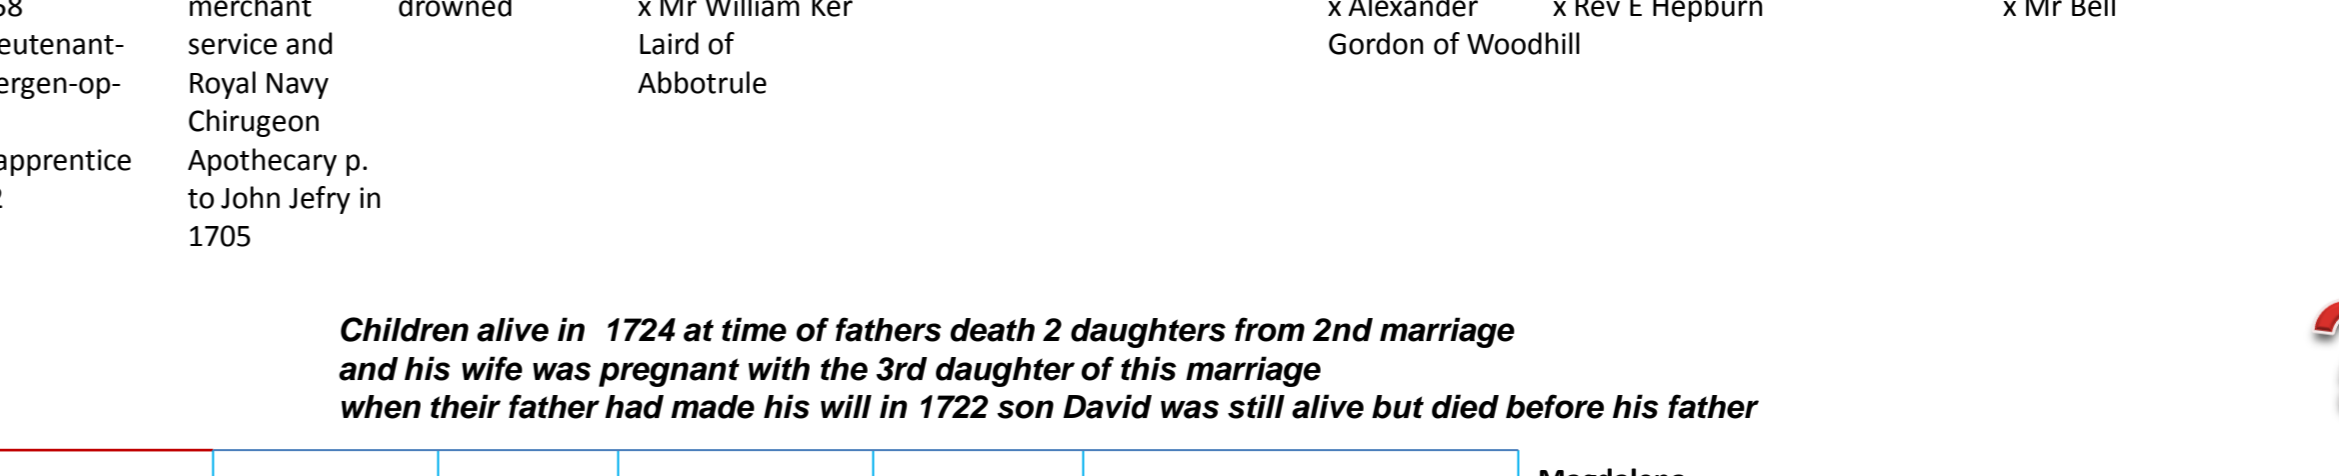 58
merchant
drowned
x Mr William Ker
x Alexander
x Rev E Hepburn
x Mr Bell
eutenant-
service and
Laird of
Gordon of Woodhill
ergen-op-
Royal Navy
Abbotrule
Chirugeon
apprentice
Apothecary p.
2
to John Jefry in
1705
Children alive in 1724 at time of fathers death 2 daughters from 2nd marriage
and his wife was pregnant with the 3rd daughter of this marriage
when their father had made his will in 1722 son David was still alive but died before his father
Magdalene